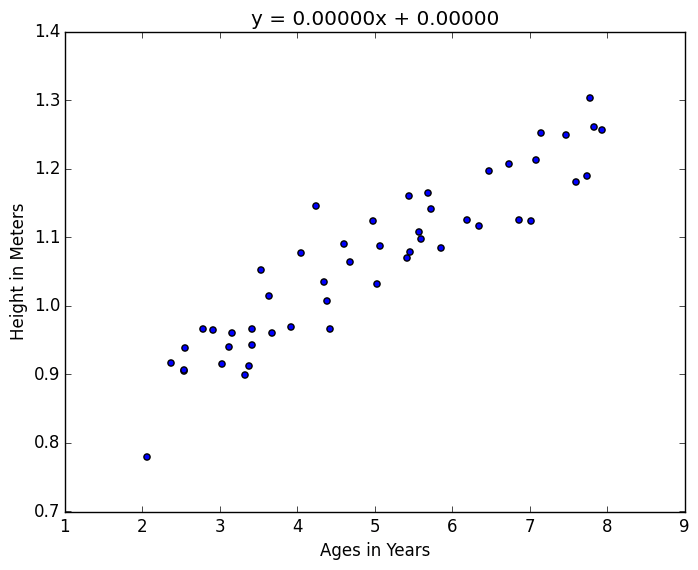 y = 0.00000x + 0.00000
1.4
1.3
1.2
1.1
1.0
0.9
0.8
0.7
Height in Meters
1 2 3 4 5 6 7 8 9
Ages in Years